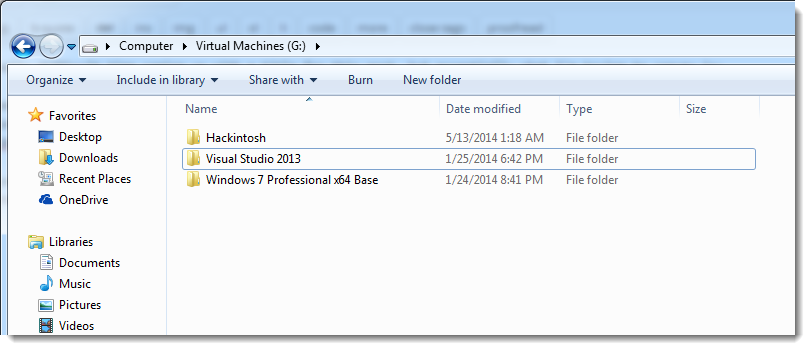 Computer Virtual Machines (G:)
Organize Include in library Share with Burn New folder
Name Date modified Type Size
Favorites
Desktop
Downloads
Recent Places
OneDrive
Libraries
Documents
Music
Pictures
Videos
Hackintosh 5/13/2014 1:18 AM File folder
Visual Studio 2013 1/25/2014 6:42 PM File folder
Windows 7 Professional x64 Base 1/24/2014 8:41 PM File folder